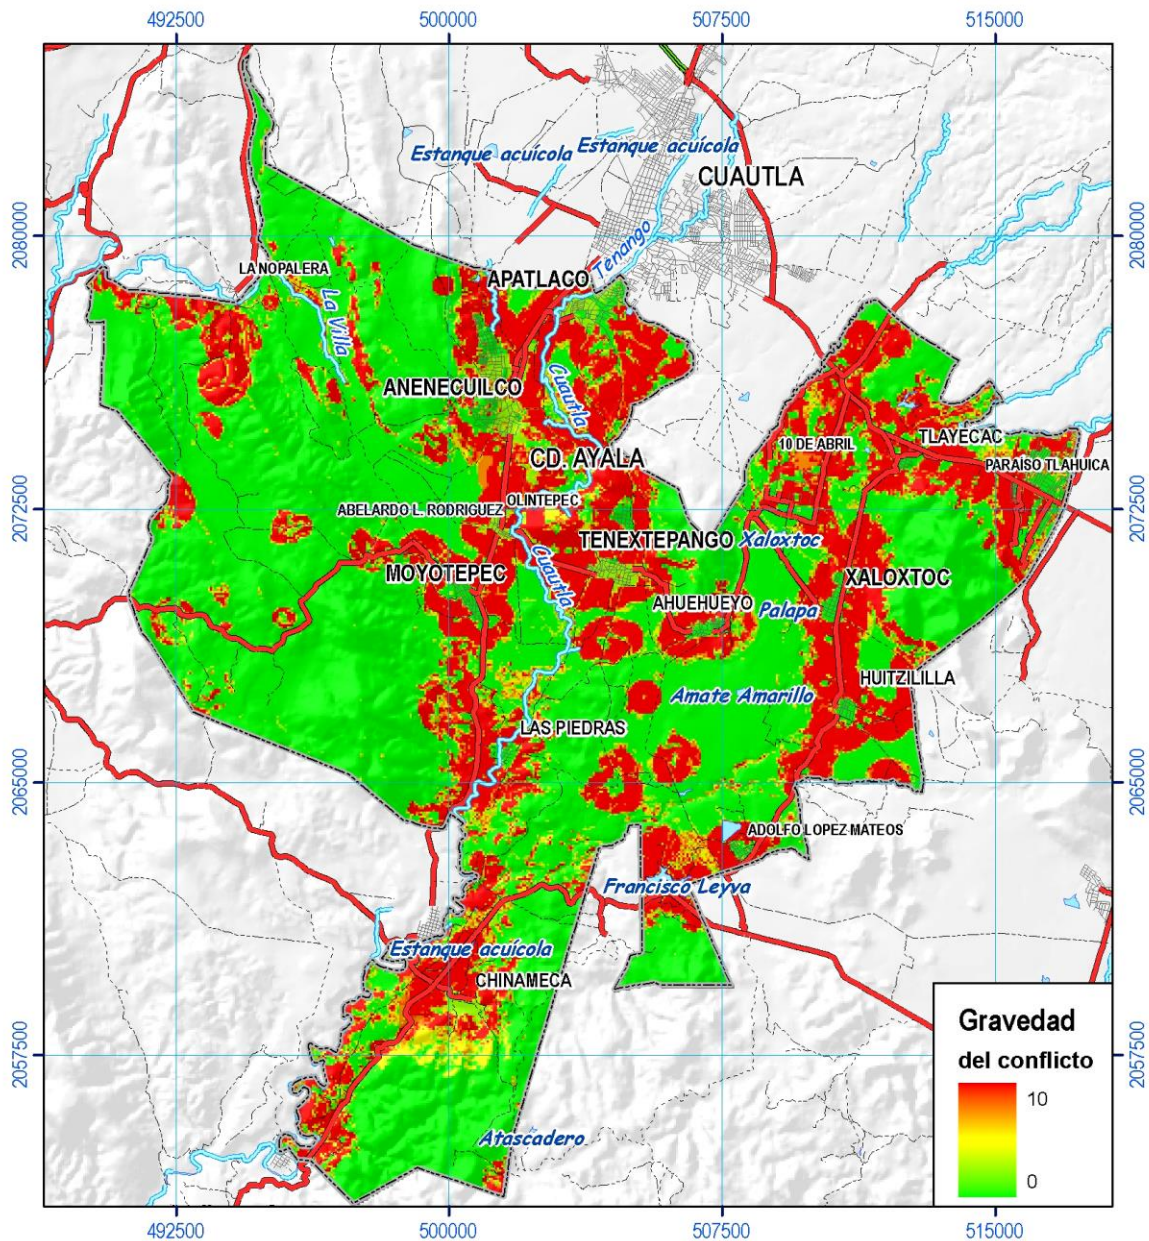 492500
500000
507500
515000
Estanque acuícola
Estanque acuícola
CUAUTLA
2080000
2080000
Tenango
LA NOPALERA
APATLACO
La Villa
ANENECUILCO
Cuautla
10 DE ABRIL
TLAYECAC
CD. AYALA
PARAÍSO TLAHUICA
OLINTEPEC
ABELARDO L. RODRIGUEZ
2072500
2072500
TENEXTEPANGO
Xaloxtoc
MOYOTEPEC
Cuautla
XALOXTOC
AHUEHUEYO
Palapa
HUITZILILLA
Amate Amarillo
LAS PIEDRAS
2065000
2065000
ADOLFO LOPEZ MATEOS
Francisco Leyva
Estanque acuícola
CHINAMECA
Gravedad
del conflicto
10
0
2057500
2057500
Atascadero
492500
500000
507500
515000